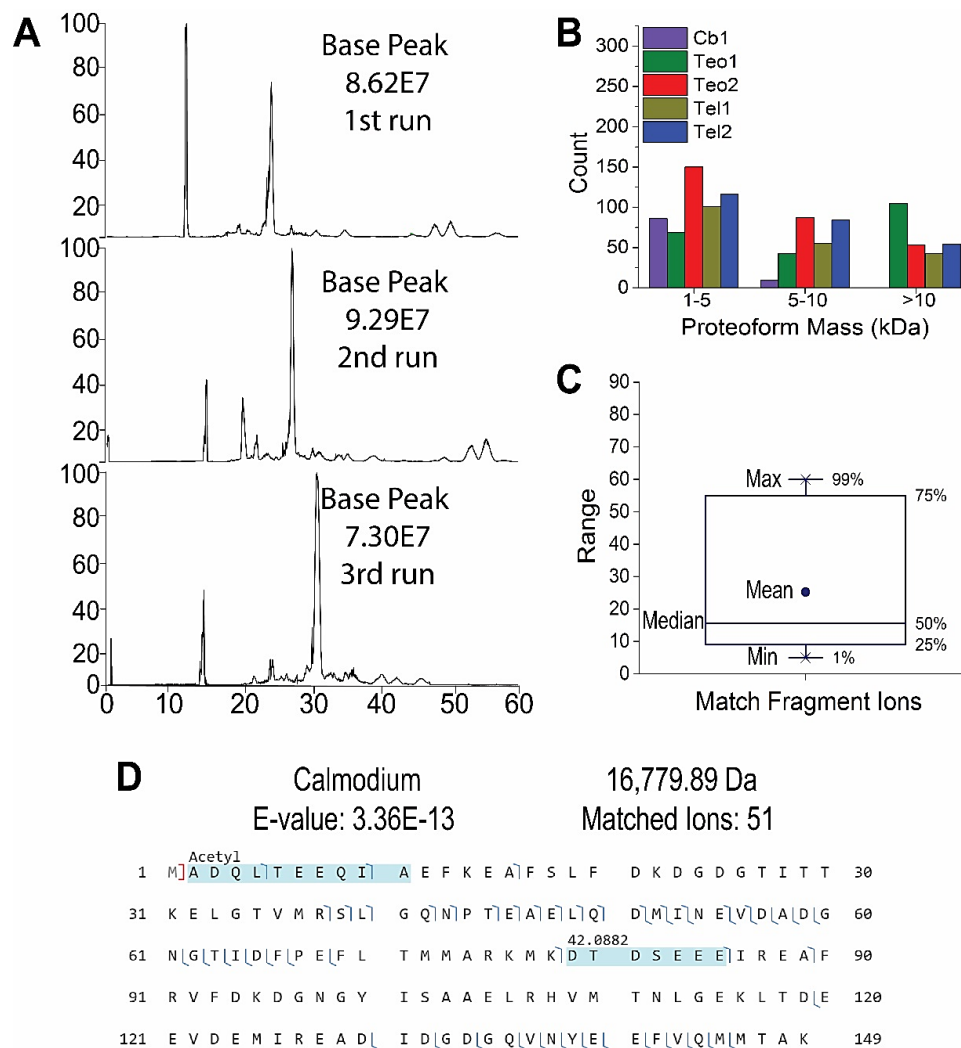 A
100
80
60
40
20
Base Peak
8.62E7
1st run
100
80
60
40
20
Base Peak
9.29E7
2nd run
100
80
60
40
20
0
Base Peak
7.30E7
3rd run
0 10 20 30 40 50 60
B
Cb1
Teo1
Teo2
Tel1
Tel2
Count
300
250
200
150
100
50
0
1-5 5-10 >10
Proteoform Mass (kDa)
C
Range
90
80
70
60
50
40
30
20
10
0
Max 99%
75%
Mean
Median 50%
25%
Min 1%
Match Fragment Ions
D
Calmodium 16,779.89 Da
E-value: 3.36E-13 Matched Ions: 51
Acetyl
1 M A D Q L T E E Q I A E F K E A F S L F D K D G D G T I T T 30
31 K E L G T V M R S L G Q N P T E A E L Q D M I N E V D A D G 60
42.0882
61 N G T I D F P E F L T M M A R K M K D T D S E E E I R E A F 90
91 R V F D K D G N G Y I S A A E L R H V M T N L G E K L T D E 120
121 E V D E M I R E A D I D G D G Q V N Y E E F V Q M M T A K 149